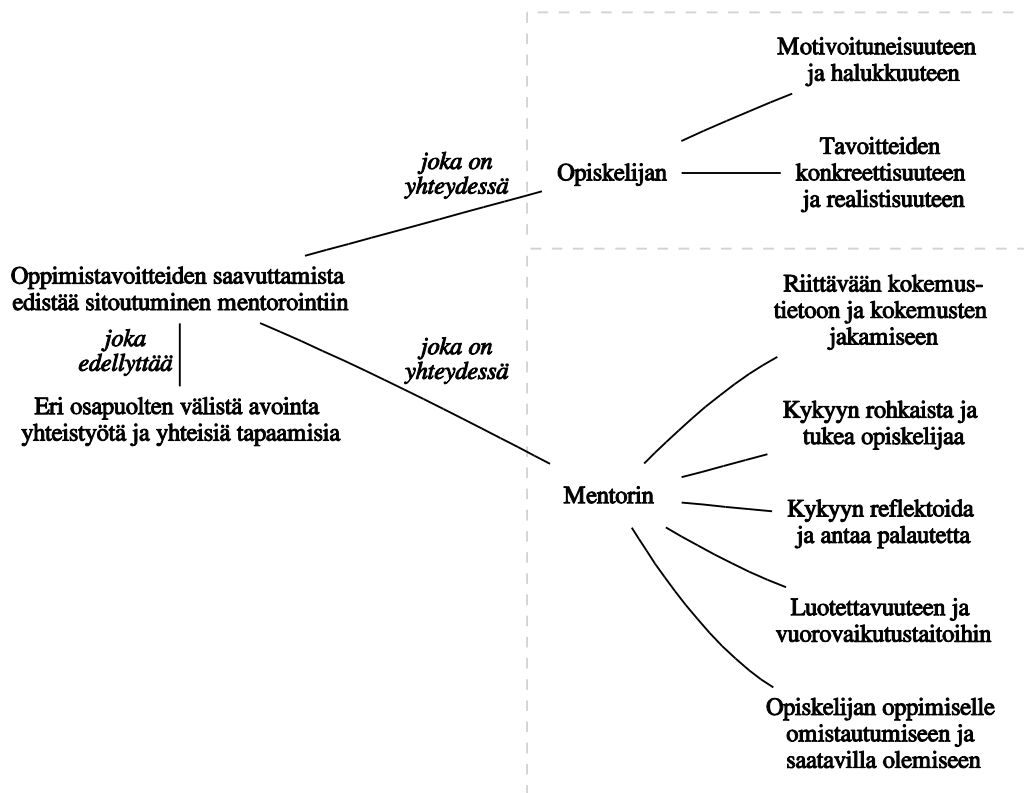 Motivoituneisuuteen
ja halukkuuteen
Tavoitteiden
konkreettisuuteen
ja realistisuuteen
joka on
yhteydessä
Opiskelijan
Oppimistavoitteiden saavuttamista
edistää sitoutuminen mentorointiin
joka
edellyttää
Eri osapuolten välistä avointa
yhteistyötä ja yhteisiä tapaamisia
joka on
yhteydessä
Mentorin
Riittävään kokemus-
tietoon ja kokemusten
jakamiseen
Kykyyn rohkaista ja
tukea opiskelijaa
Kykyyn reflektoida
ja antaa palautetta
Luotettavuuteen ja
vuorovaikutustaitoihin
Opiskelijan oppimiselle
omistautumiseen ja
saatavilla olemiseen